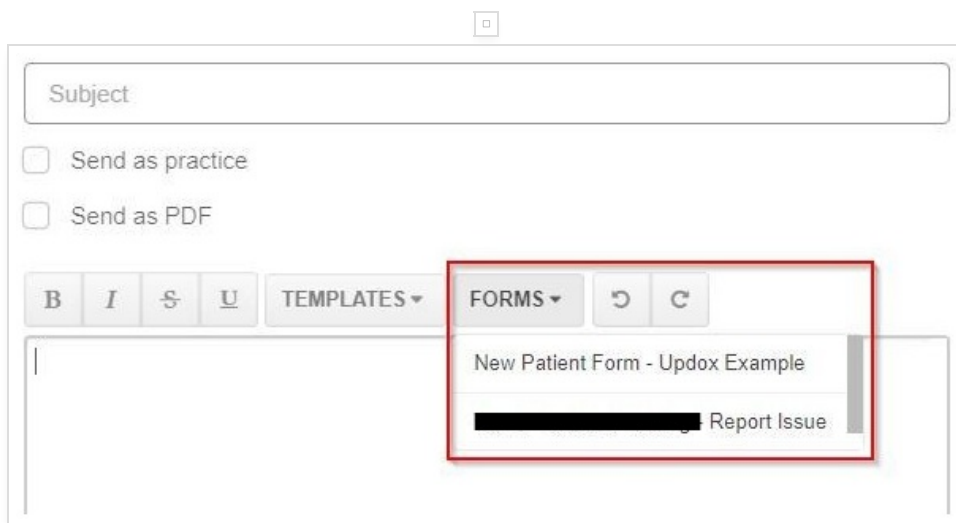 Subject
Send as practice
Send as PDF
B I S U TEMPLATES FORMS
New Patient Form - Updox Example
- Report Issue